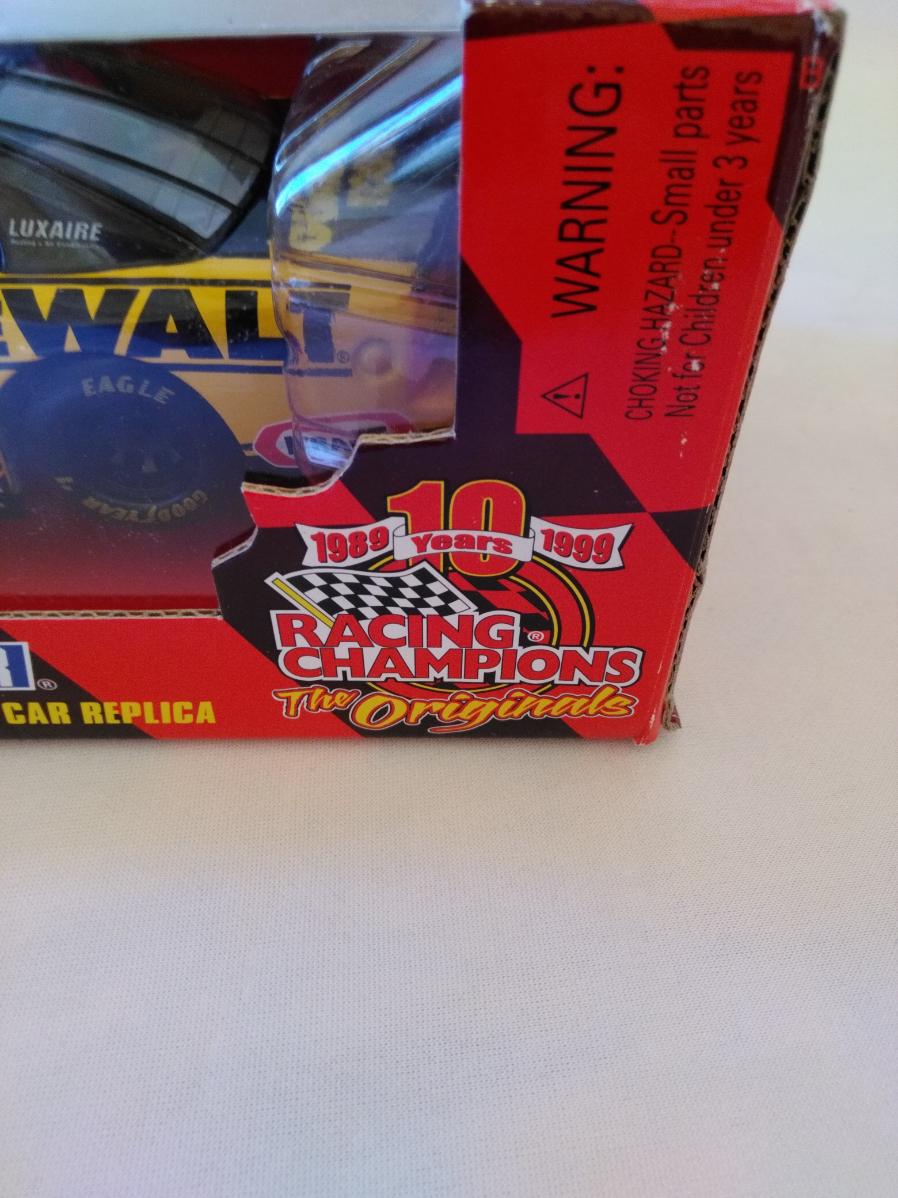 LUXAIRE
EWALT®
EAGLE
GOODYEAR
WARNING:
CHOKING HAZARD-Small parts
Not for Children under 3 years
10
1989 Years 1999
RACING ®
CHAMPIONS
The Originals
R®
CAR REPLICA